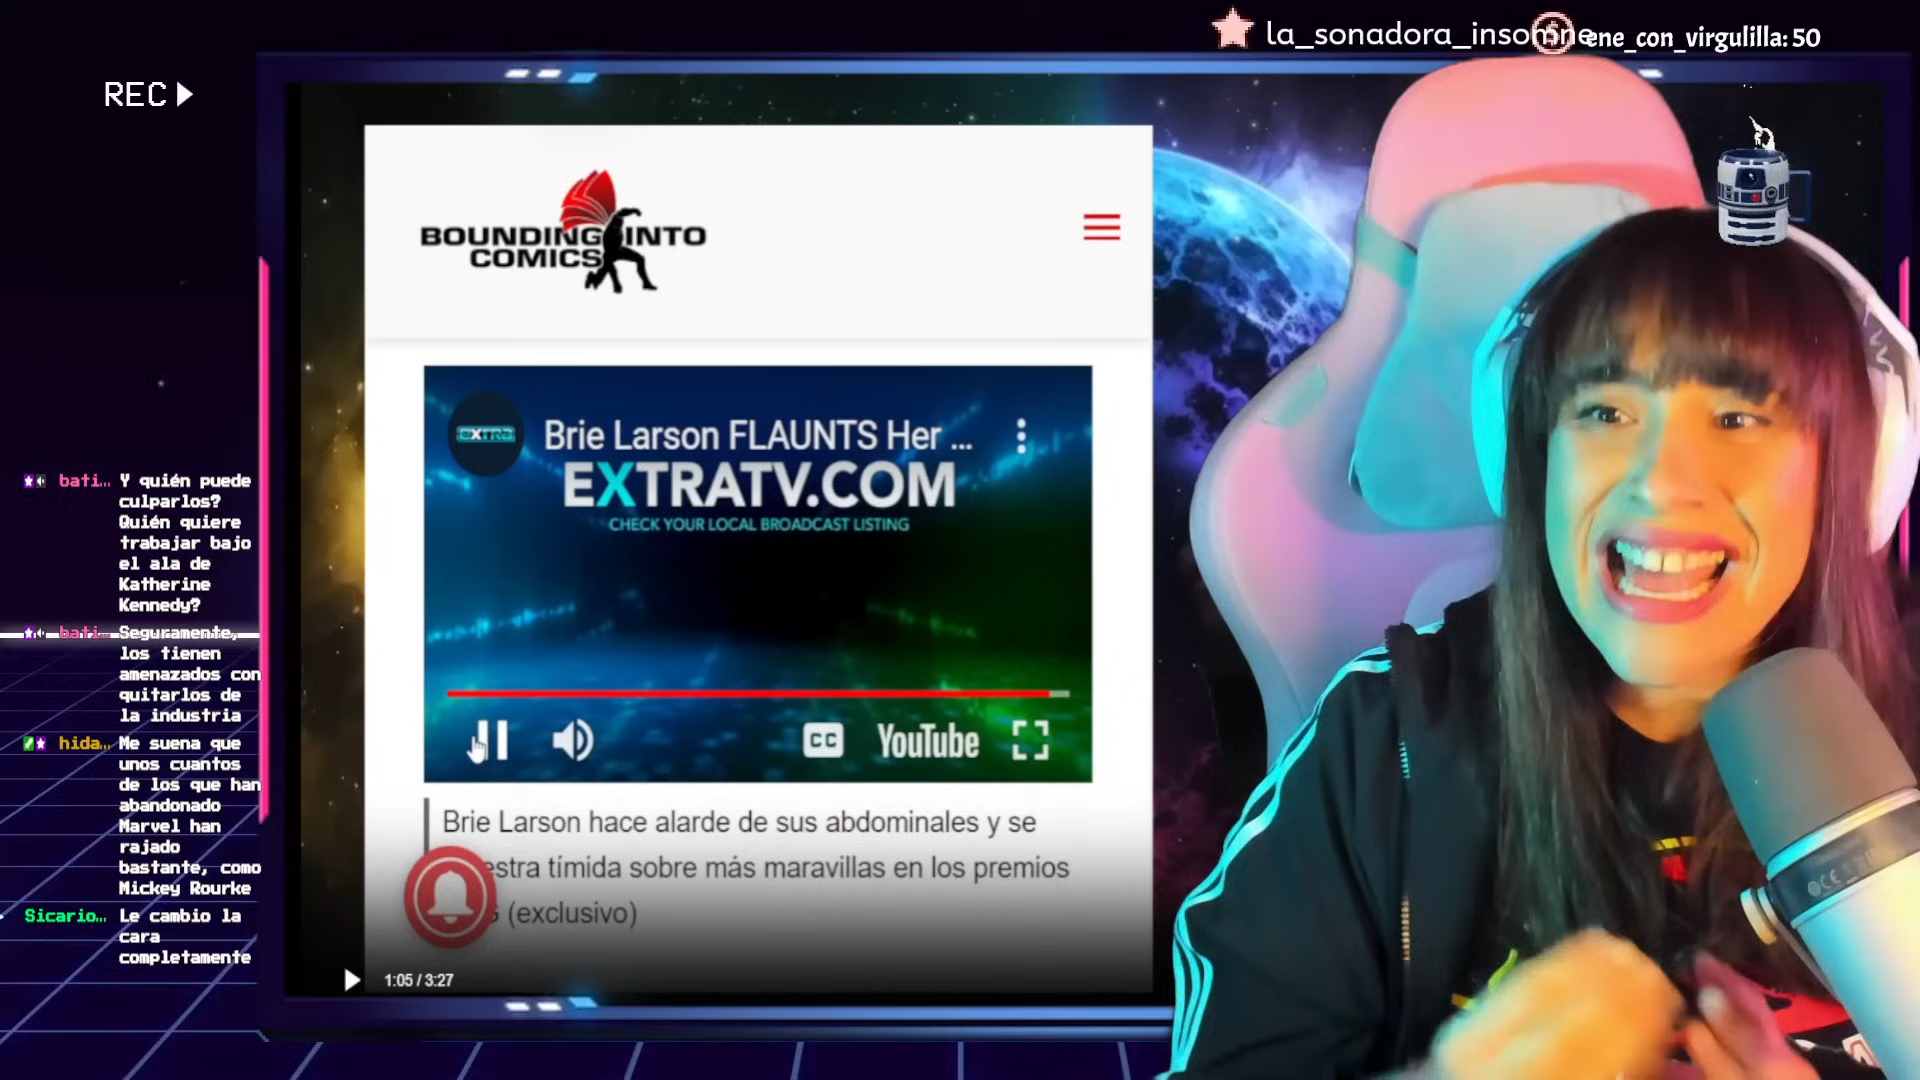 la_sonadora_insomne
ene_con_virgulilla: 50
REC
BOUNDING INTO
COMICS
EXTRA
Brie Larson FLAUNTS Her ...
EXTRATV.COM
CHECK YOUR LOCAL BROADCAST LISTING
CC YouTube
Brie Larson hace alarde de sus abdominales y se
estra tímida sobre más maravillas en los premios
(exclusivo)
1:05 / 3:27
bati... Y quién puede
culparlos?
Quién quiere
trabajar bajo
el ala de
Katherine
Kennedy?
bati... Seguramente,
los tienen
amenazados con
quitarlos de
la industria
hida... Me suena que
unos cuantos
de los que han
abandonado
Marvel han
rajado
bastante, como
Mickey Rourke
Sicario... Le cambio la
cara
completamente